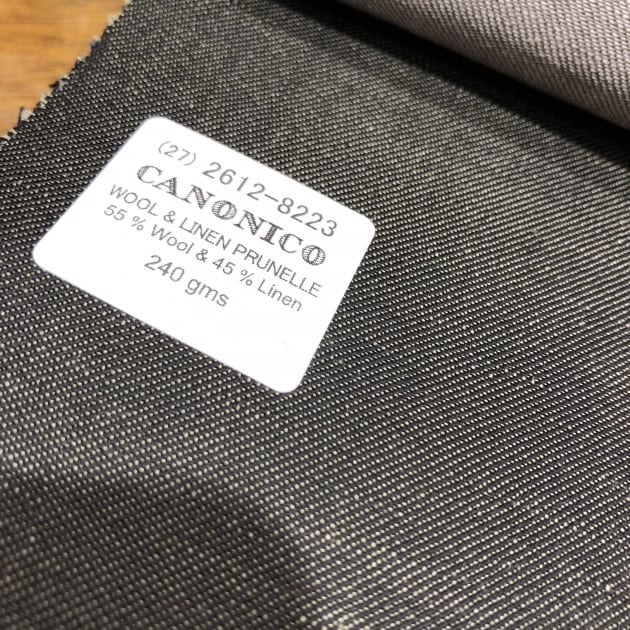 (27) 2612-8223
CANONICO
WOOL & LINEN PRUNELLE
55 % Wool & 45 % Linen
240 gms